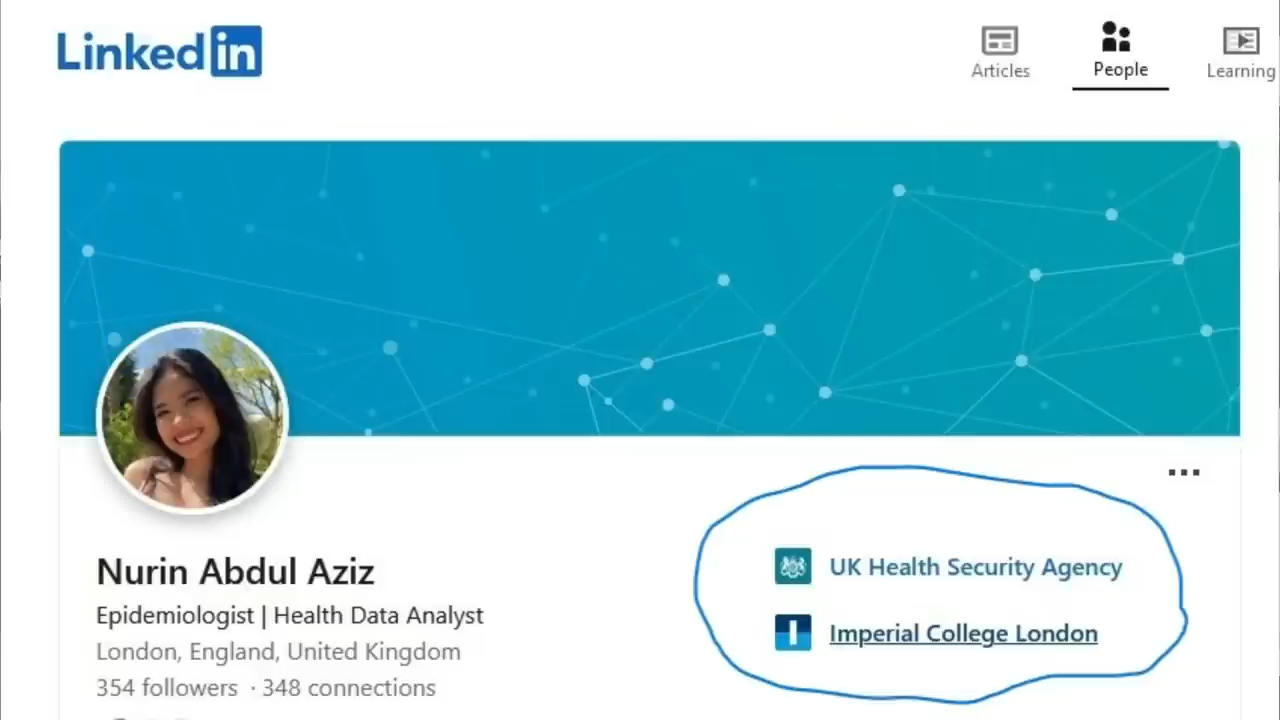 LinkedIn
Articles
People
Learning
Nurin Abdul Aziz
Epidemiologist | Health Data Analyst
London, England, United Kingdom
354 followers · 348 connections
UK Health Security Agency
Imperial College London